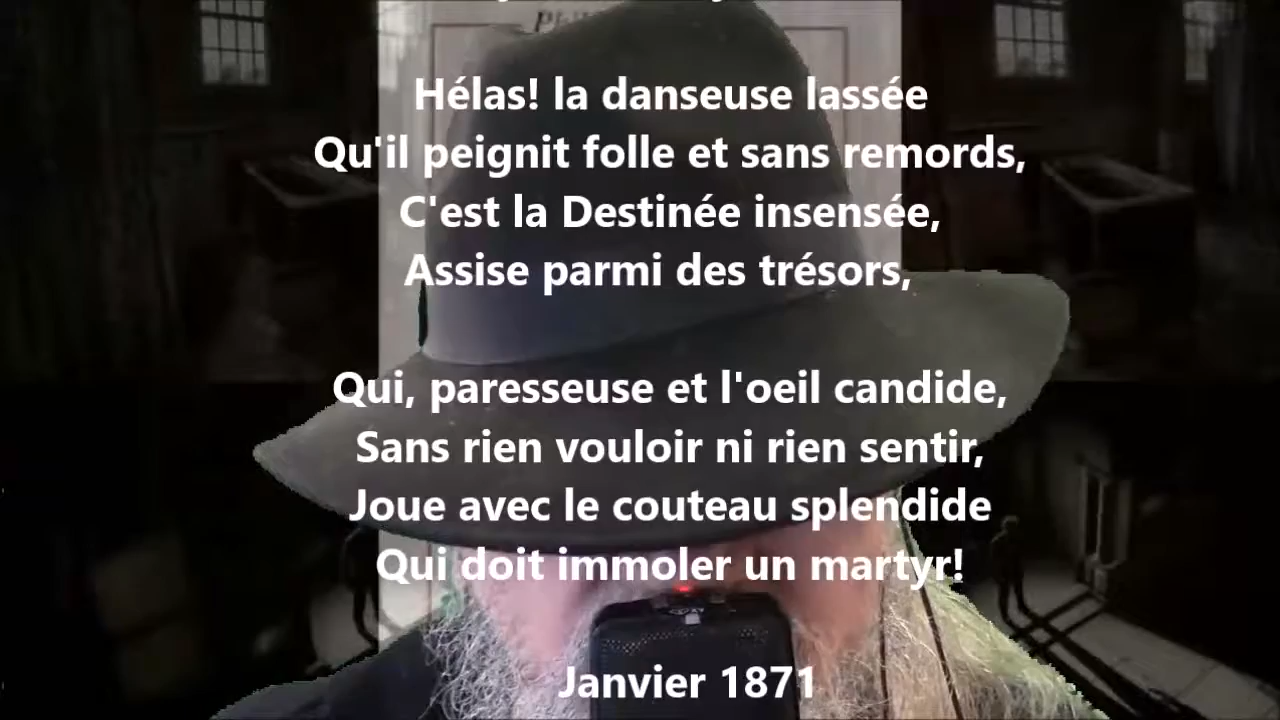 Hélas! la danseuse lassée
Qu'il peignit folle et sans remords,
C'est la Destinée insensée,
Assise parmi des trésors,
Qui, paresseuse et l'oeil candide,
Sans rien vouloir ni rien sentir,
Joue avec le couteau splendide
Qui doit immoler un martyr!
Janvier 1871